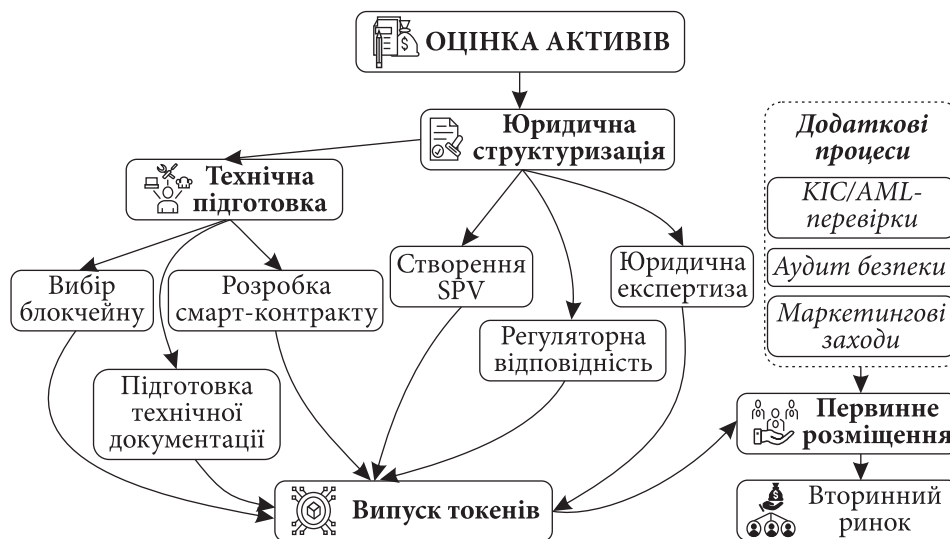 ОЦІНКА АКТИВІВ
Юридична
структуризація
Технічна
підготовка
Вибір
блокчейну
Розробка
смарт-контракту
Підготовка
технічної
документації
Створення
SPV
Регуляторна
відповідність
Юридична
експертиза
Випуск токенів
Додаткові
процеси
КІС/AML-
перевірки
Аудит безпеки
Маркетингові
заходи
Первинне
розміщення
Вторинний
ринок